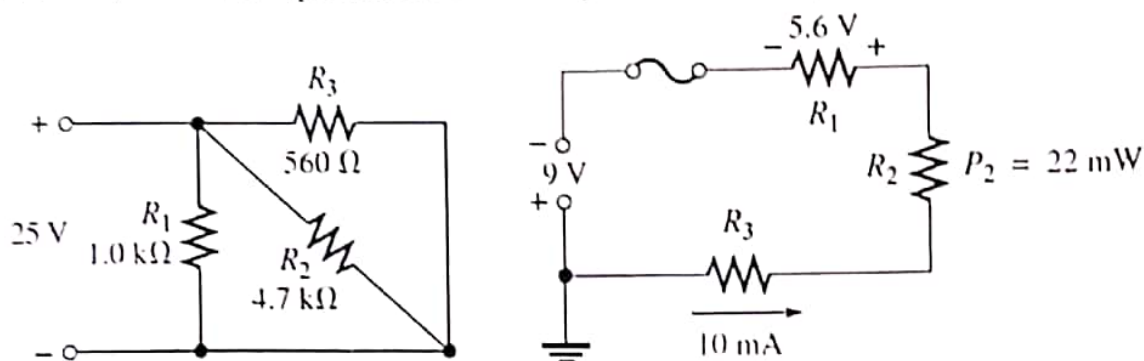 +
R3
560 Ω
25 V
R1
1.0 kΩ
R2
4.7 kΩ
−
− 5.6 V +
R1
−
9 V
+
R2
P2 = 22 mW
R3
10 mA